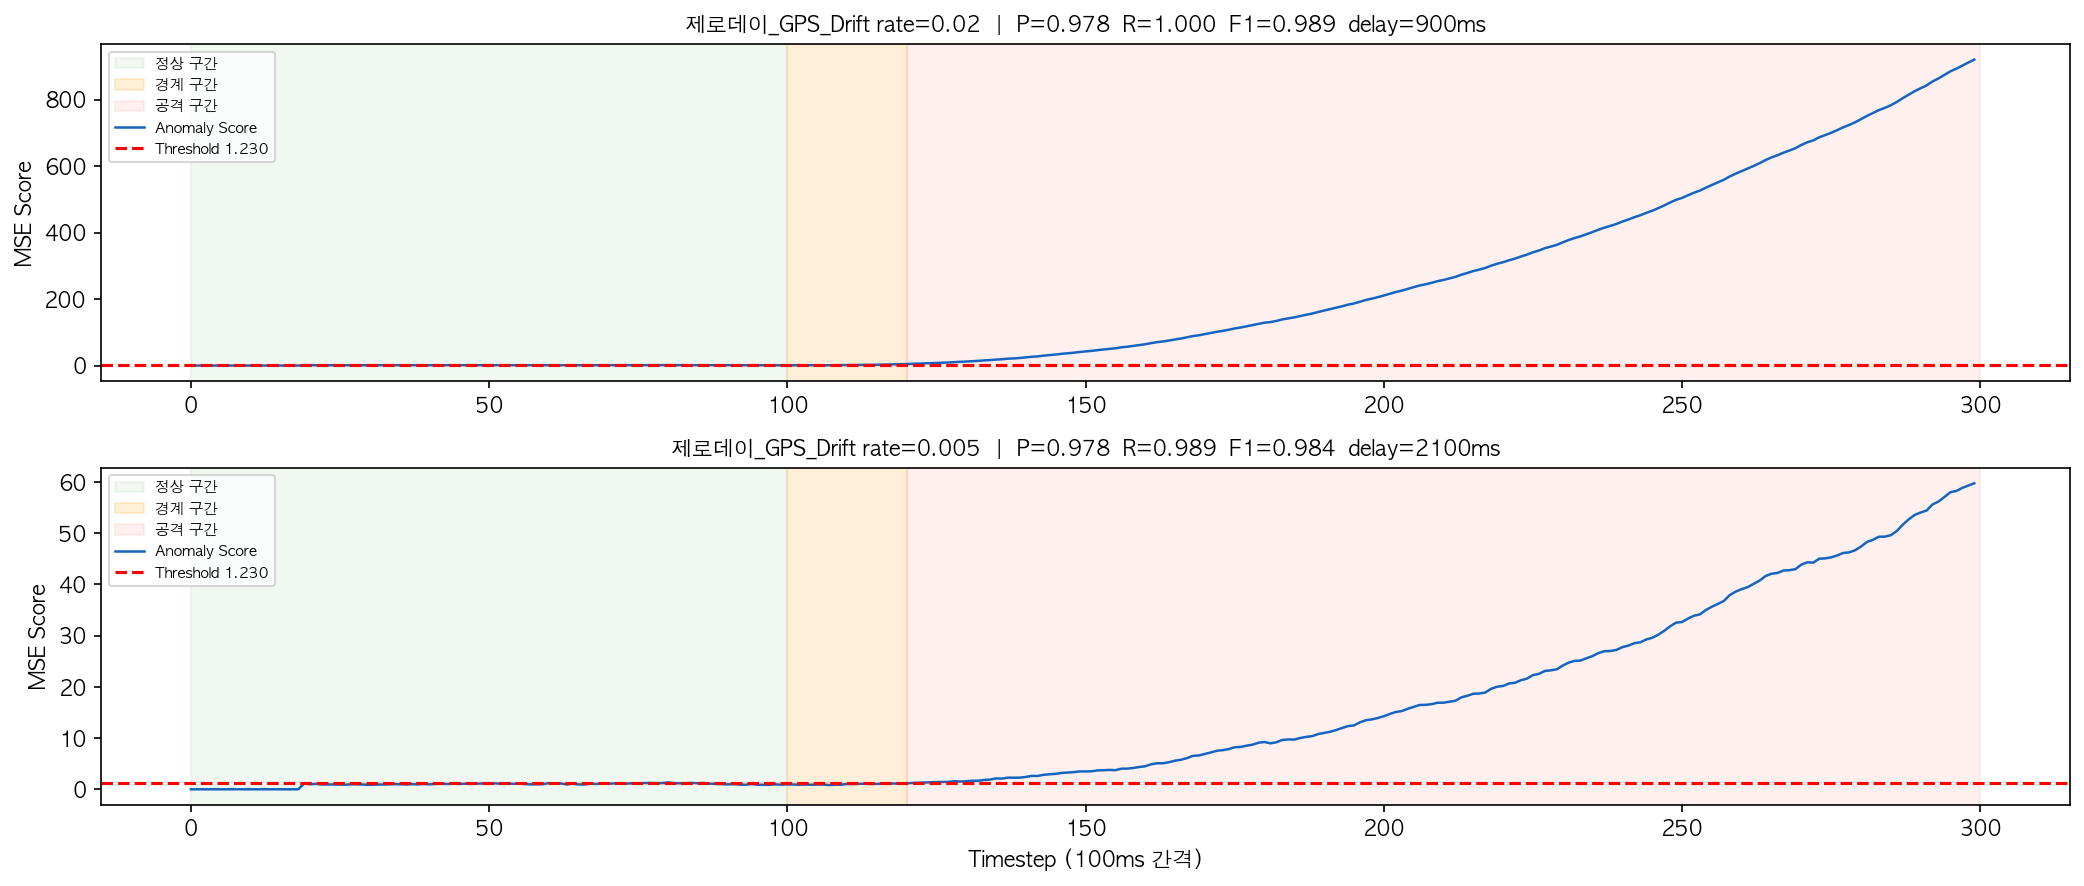 제로데이_GPS_Drift rate=0.02 | P=0.978 R=1.000 F1=0.989 delay=900ms
정상 구간
경계 구간
공격 구간
Anomaly Score
Threshold 1.230
MSE Score
800
600
400
200
0
0 50 100 150 200 250 300
제로데이_GPS_Drift rate=0.005 | P=0.978 R=0.989 F1=0.984 delay=2100ms
정상 구간
경계 구간
공격 구간
Anomaly Score
Threshold 1.230
MSE Score
60
50
40
30
20
10
0
0 50 100 150 200 250 300
Timestep (100ms 간격)